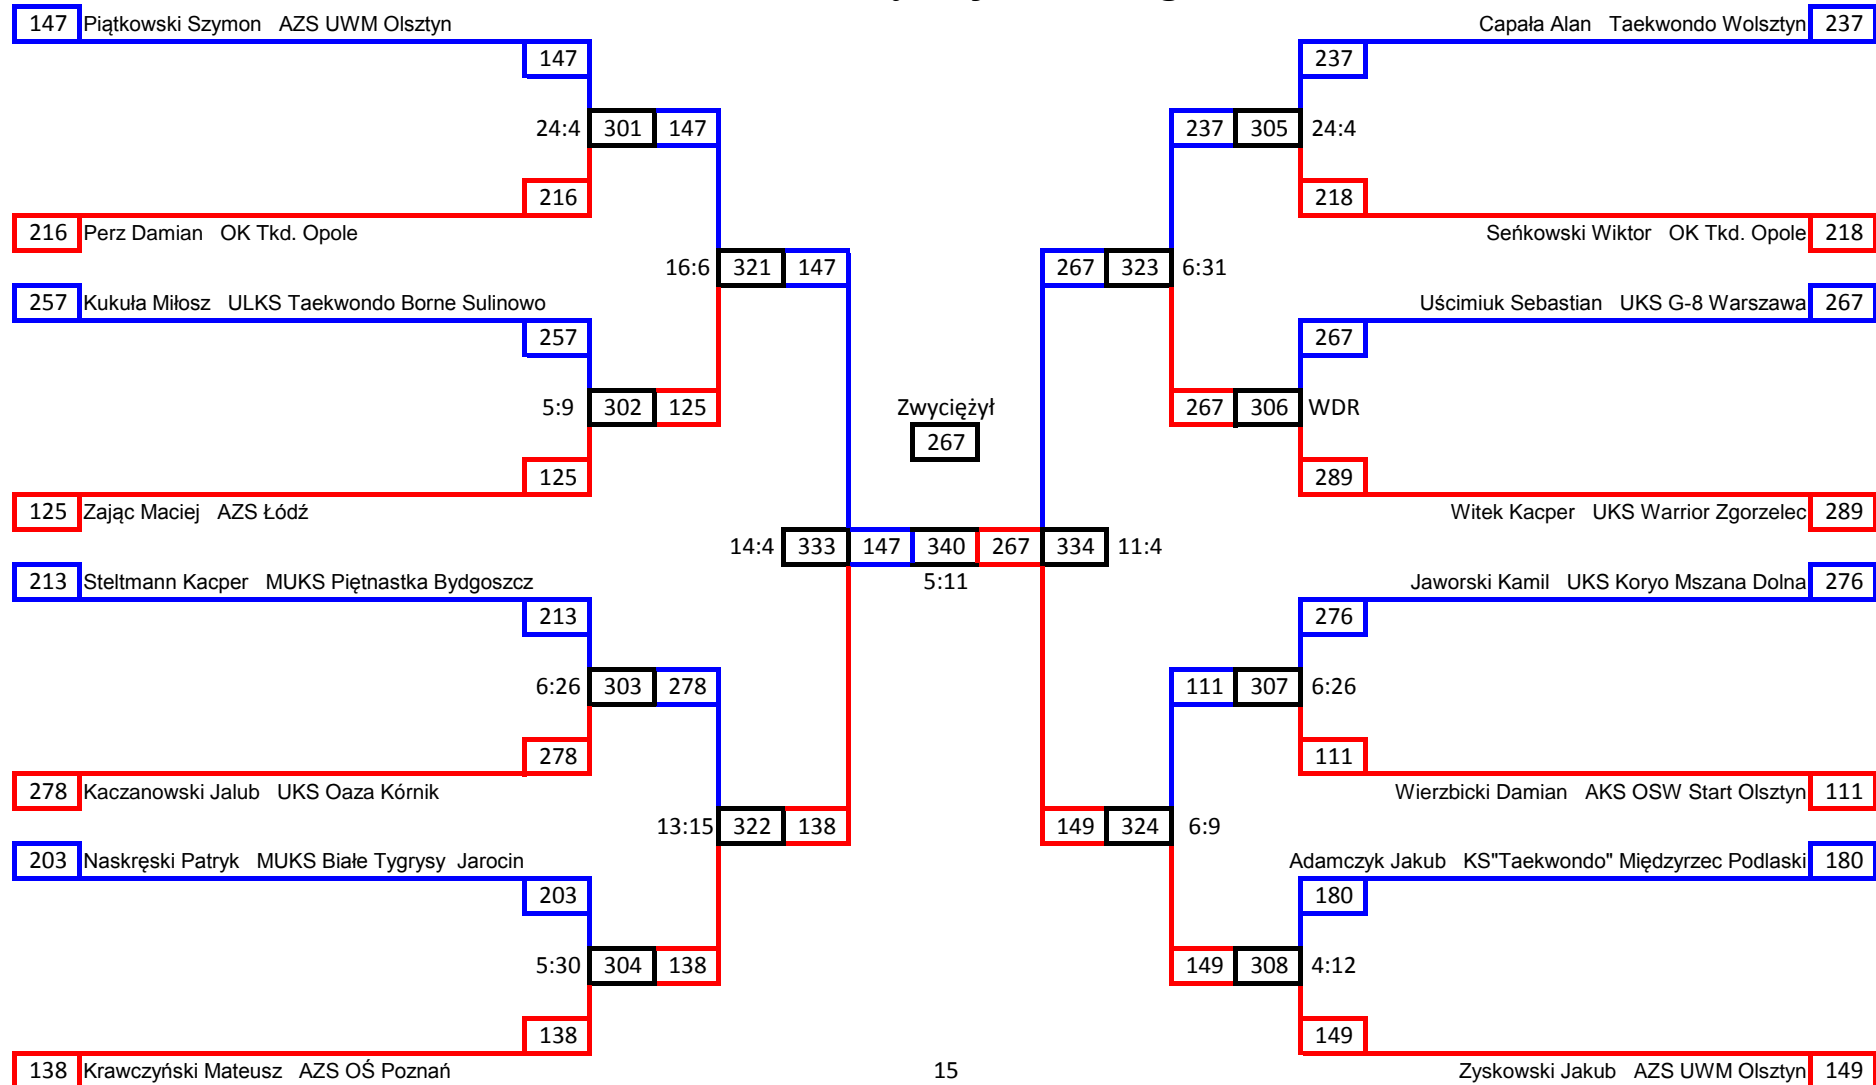 147 Piątkowski Szymon AZS UWM Olsztyn
Capała Alan Taekwondo Wolsztyn 237
147
237
24:4 301 147
237 305 24:4
216
218
216 Perz Damian OK Tkd. Opole
Seńkowski Wiktor OK Tkd. Opole 218
16:6 321 147
267 323 6:31
257 Kukuła Miłosz ULKS Taekwondo Borne Sulinowo
Uścimiuk Sebastian UKS G-8 Warszawa 267
257
267
5:9 302 125
Zwyciężył
267 306 WDR
267
125
289
125 Zając Maciej AZS Łódź
Witek Kacper UKS Warrior Zgorzelec 289
14:4 333 147 340 267 334 11:4
5:11
213 Steltmann Kacper MUKS Piętnastka Bydgoszcz
Jaworski Kamil UKS Koryo Mszana Dolna 276
213
276
6:26 303 278
111 307 6:26
278
111
278 Kaczanowski Jalub UKS Oaza Kórnik
Wierzbicki Damian AKS OSW Start Olsztyn 111
13:15 322 138
149 324 6:9
203 Naskręski Patryk MUKS Białe Tygrysy Jarocin
Adamczyk Jakub KS"Taekwondo" Międzyrzec Podlaski 180
203
180
5:30 304 138
149 308 4:12
138
149
138 Krawczyński Mateusz AZS OŚ Poznań
15
Zyskowski Jakub AZS UWM Olsztyn 149